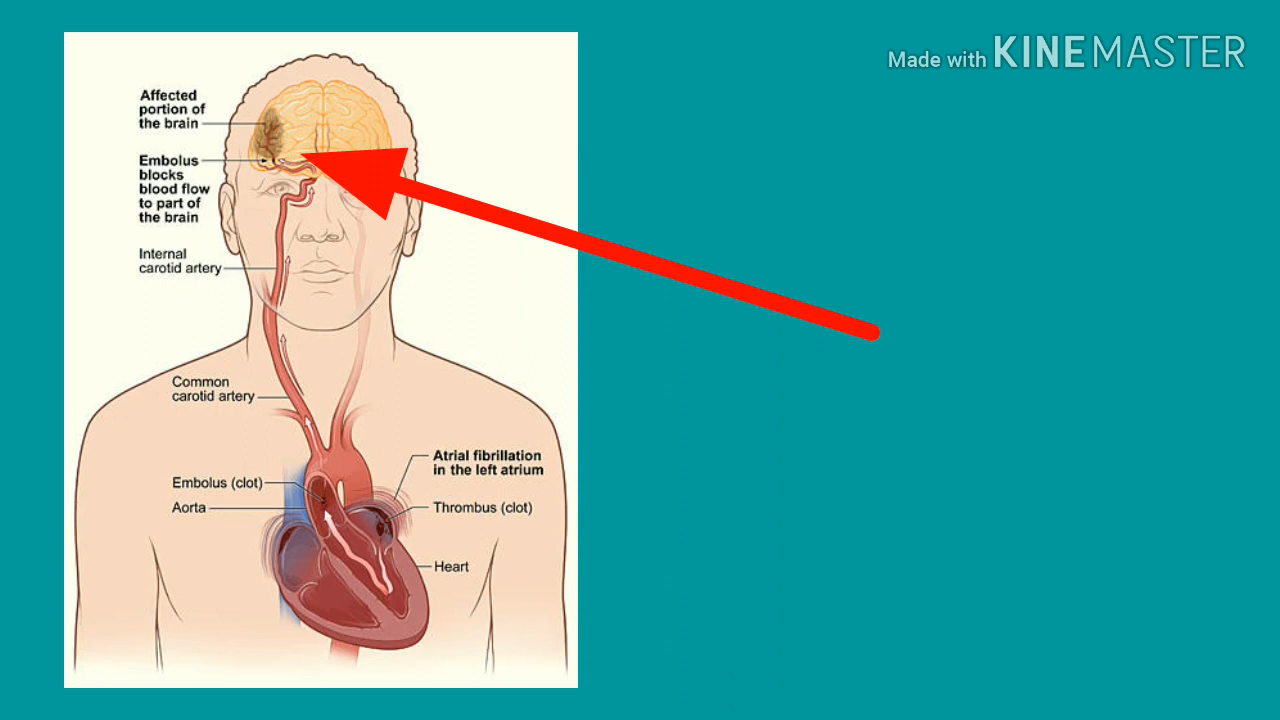 Made with KINEMASTER
Affected
portion of
the brain
Embolus
blocks
blood flow
to part of
the brain
Internal
carotid artery
Common
carotid artery
Atrial fibrillation
in the left atrium
Embolus (clot)
Aorta
Thrombus (clot)
Heart